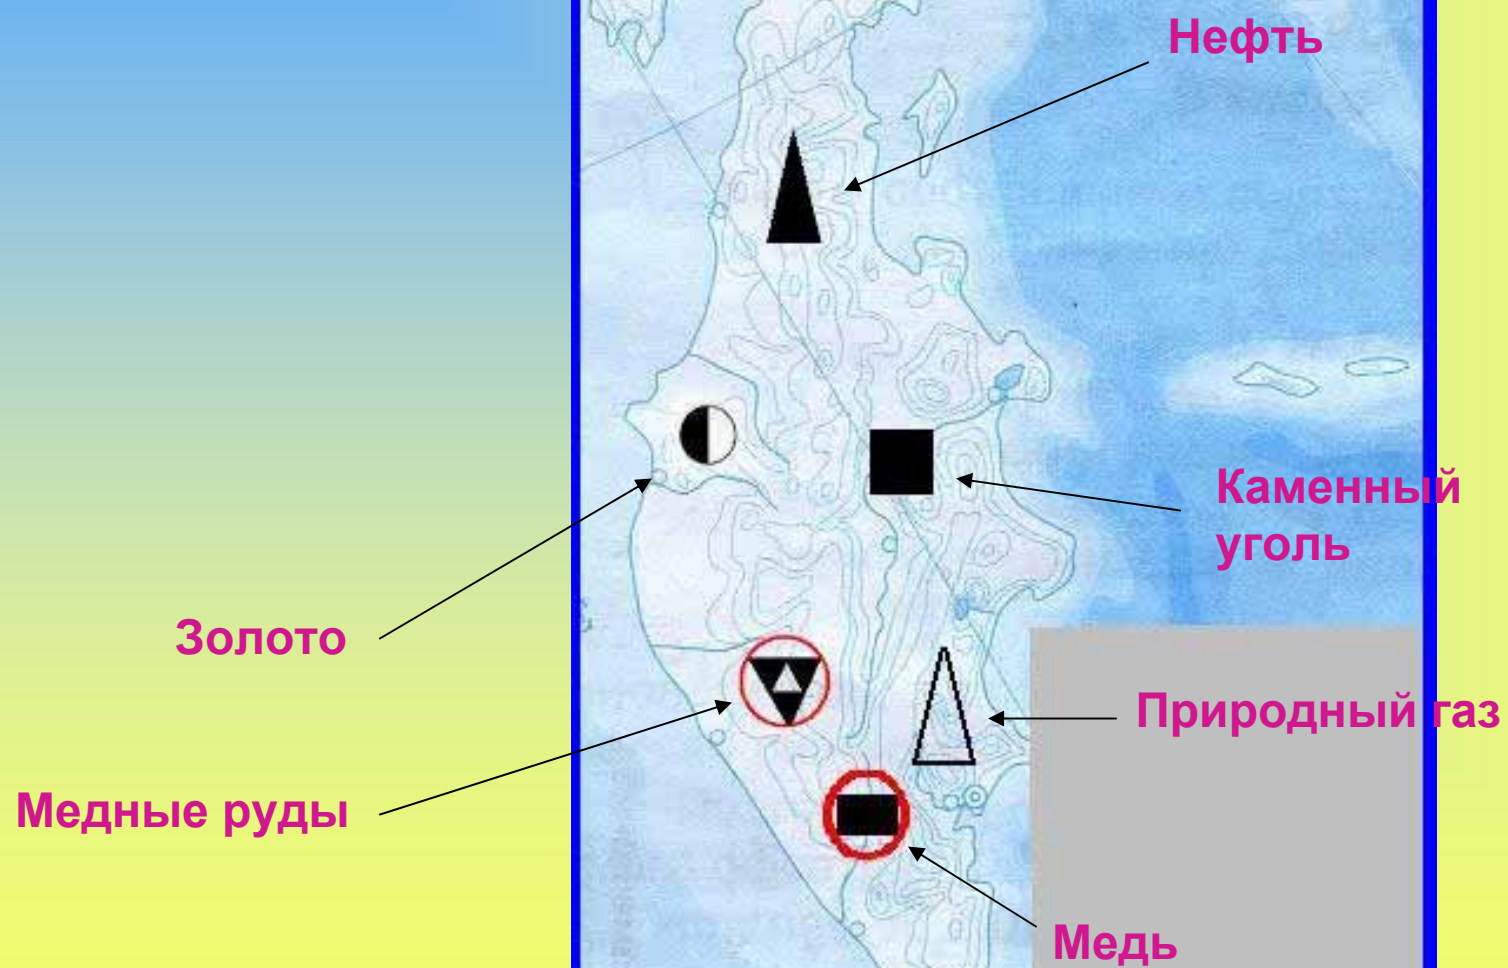 Нефть
Каменный
уголь
Золото
Природный газ
Медные руды
Медь